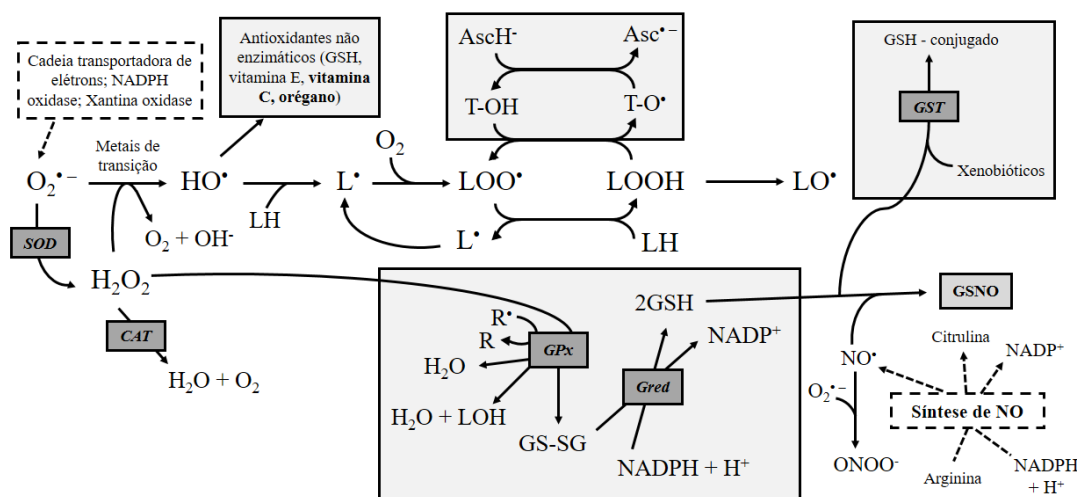 Cadeia transportadora de
elétrons; NADPH
oxidase; Xantina oxidase
Antioxidantes não
enzimáticos (GSH,
vitamina E, vitamina
C, orégano)
AscH-
Asc•−
T-OH
T-O•
GSH - conjugado
GST
Xenobióticos
Metais de
transição
O2
O2•−
HO•
L•
LOO•
LOOH
LO•
LH
SOD
O2 + OH-
L•
LH
H2O2
CAT
H2O + O2
2GSH
R•
R
GPx
H2O
H2O + LOH
GS-SG
Gred
NADP+
NADPH + H+
GSNO
Citrulina
NADP+
NO•
O2•−
Síntese de NO
ONOO-
Arginina
NADPH
+ H+